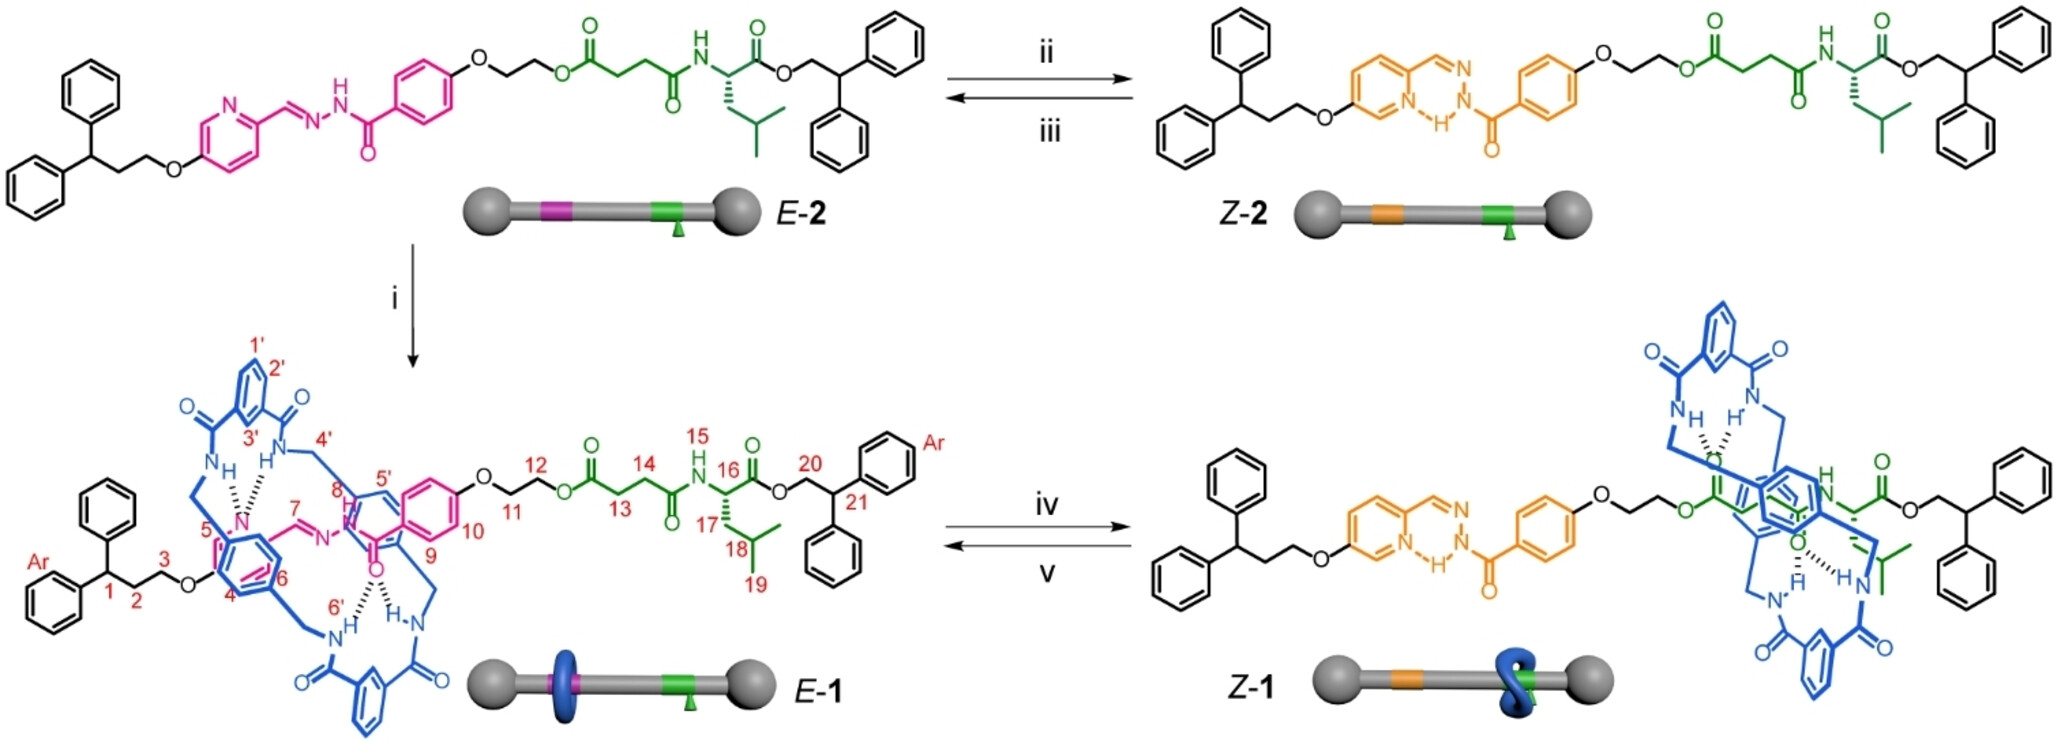 O H O
N
O O O
N H
N N
O O
O
E-2
ii
iii
O H O
N
O O O
N
N N
H
O O
O
Z-2
i
1'
2'
O O
3' 4'
N H H N
5'
N 7 8 H
N N
O
5 6
Ar
1 2 3 O 4
9 10
O 11 12 O
O 13 14 O
15
H
N
16 O
O 20 Ar
21
17
18
19
6'
H H
N N
O O
E-1
iv
v
O O
N H H N
O
O H O
N
O O O
N
N N
H
O O
O
H H
N N
O O
Z-1